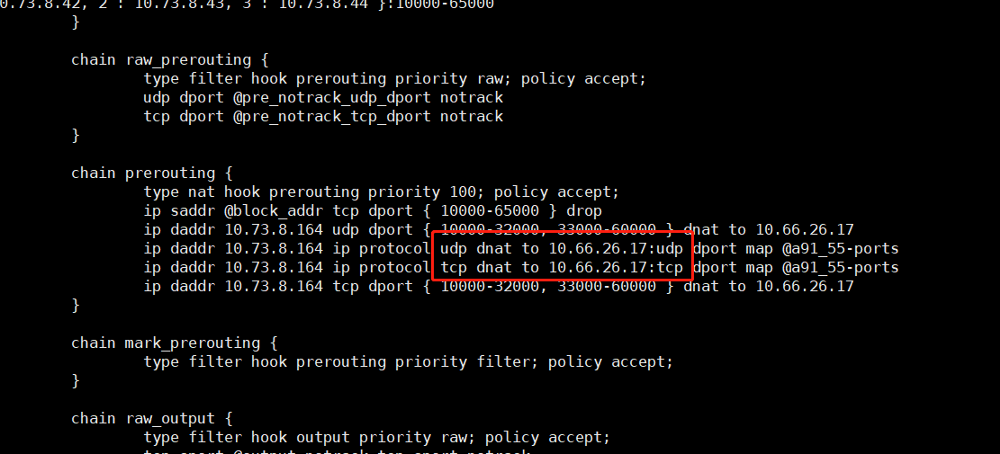 0.73.8.42, 2 : 10.73.8.43, 3 : 10.73.8.44 }:10000-65000
}
chain raw_prerouting {
type filter hook prerouting priority raw; policy accept;
udp dport @pre_notrack_udp_dport notrack
tcp dport @pre_notrack_tcp_dport notrack
}
chain prerouting {
type nat hook prerouting priority 100; policy accept;
ip saddr @block_addr tcp dport { 10000-65000 } drop
ip daddr 10.73.8.164 udp dport { 10000-32000, 33000-60000 } dnat to 10.66.26.17
ip daddr 10.73.8.164 ip protocol udp dnat to 10.66.26.17:udp dport map @a91_55-ports
ip daddr 10.73.8.164 ip protocol tcp dnat to 10.66.26.17:tcp dport map @a91_55-ports
ip daddr 10.73.8.164 tcp dport { 10000-32000, 33000-60000 } dnat to 10.66.26.17
}
chain mark_prerouting {
type filter hook prerouting priority filter; policy accept;
}
chain raw_output {
type filter hook output priority raw; policy accept;
tcp sport @output_notrack_tcp_sport notrack